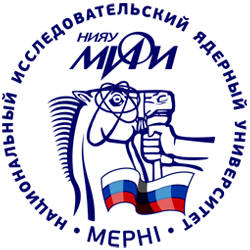 НАЦИОНАЛЬНЫЙ ИССЛЕДОВАТЕЛЬСКИЙ ЯДЕРНЫЙ УНИВЕРСИТЕТ
НИЯУ
МИФИ
• МЕРНІ •